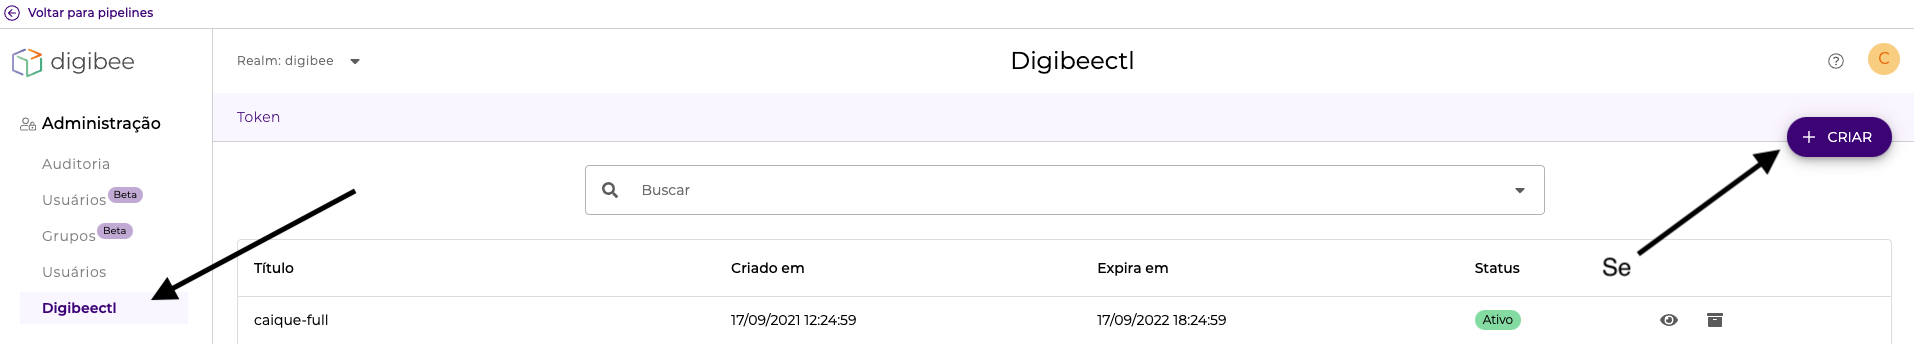 Voltar para pipelines
digibee
Realm: digibee
Digibeectl
C
Administração
Token
+ CRIAR
Auditoria
Usuários Beta
Buscar
Grupos Beta
Usuários
Digibeectl
Título Criado em Expira em Status
Se
caique-full 17/09/2021 12:24:59 17/09/2022 18:24:59 Ativo